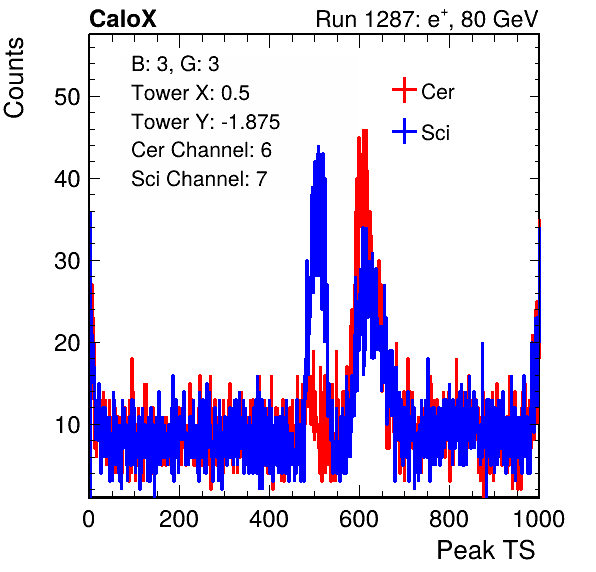 CaloX
Run 1287: e⁺, 80 GeV
Counts
B: 3, G: 3
Tower X: 0.5
Tower Y: -1.875
Cer Channel: 6
Sci Channel: 7
Cer
Sci
50
40
30
20
10
0
200
400
600
800
1000
Peak TS